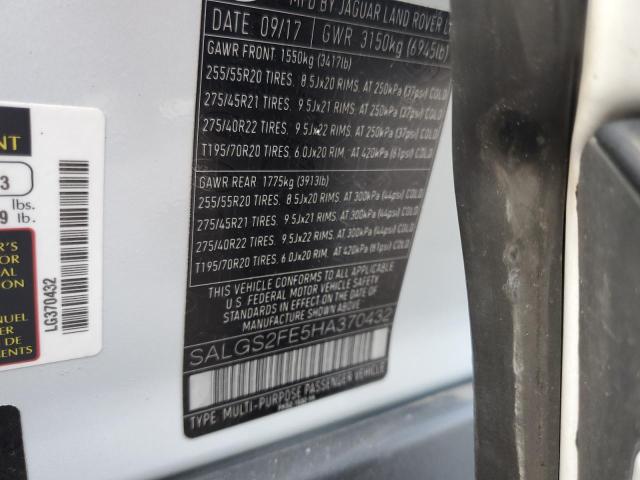 MFD BY JAGUAR LAND ROVER
DATE 09/17 GWR 3150kg (6945lb)
GAWR FRONT 1550kg (3417lb)
255/55R20 TIRES. 8.5Jx20 RIMS. AT 250kPa (37psi) COLD
275/45R21 TIRES. 9.5Jx21 RIMS. AT 250kPa (37psi) COLD
275/40R22 TIRES. 9.5Jx22 RIMS. AT 250kPa (37psi) COLD
T195/70R20 TIRES. 6.0Jx20 RIM. AT 420kPa (61psi) COLD
GAWR REAR 1775kg (3913lb)
255/55R20 TIRES. 8.5Jx20 RIMS. AT 300kPa (44psi) COLD
275/45R21 TIRES. 9.5Jx21 RIMS. AT 300kPa (44psi) COLD
275/40R22 TIRES. 9.5Jx22 RIMS. AT 300kPa (44psi) COLD
T195/70R20 TIRES. 6.0Jx20 RIM. AT 420kPa (61psi) COLD
THIS VEHICLE CONFORMS TO ALL APPLICABLE
U.S. FEDERAL MOTOR VEHICLE SAFETY
STANDARDS IN EFFECT ON THE DATE OF
MANUFACTURE SHOWN ABOVE
SALGS2FE5HA370432
TYPE MULTI-PURPOSE PASSENGER VEHICLE
3
lbs.
9 lb.
LG370432